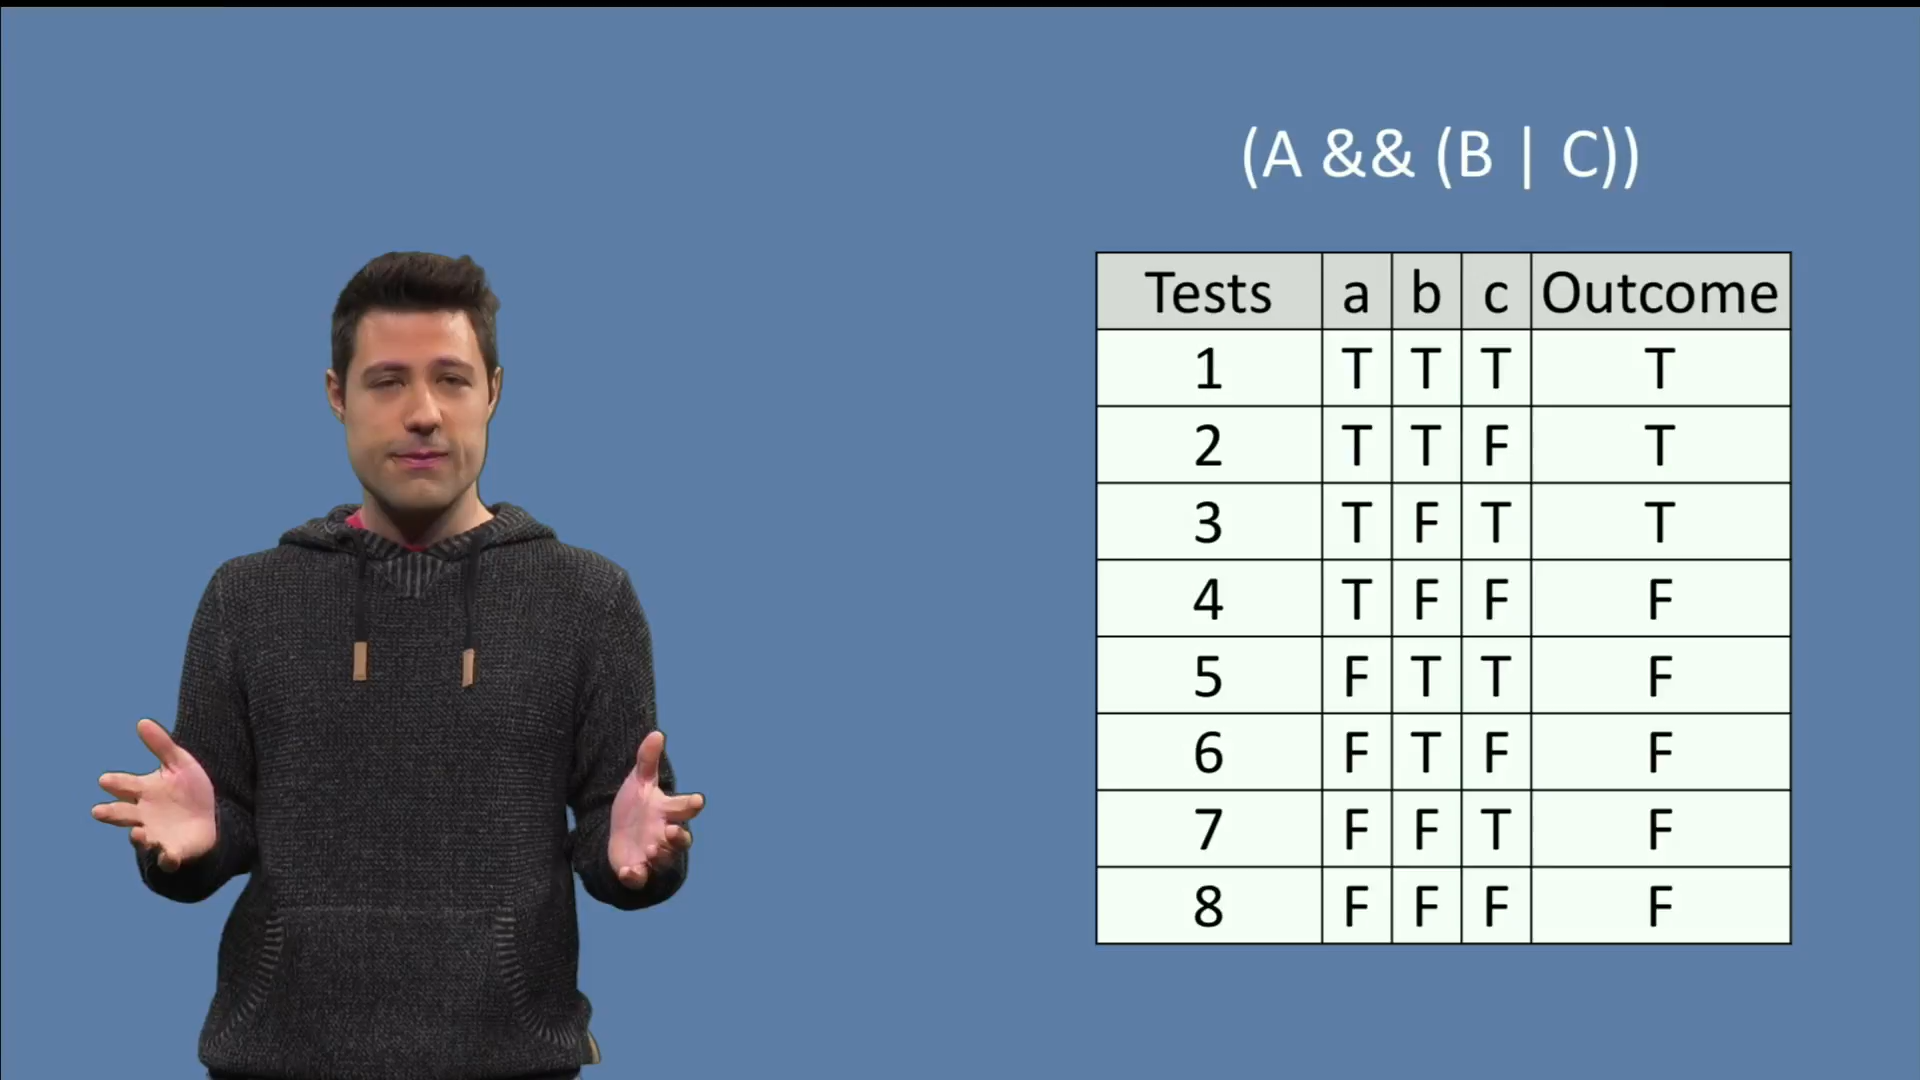 (A && (B | C))
Tests a b c Outcome
1 T T T T
2 T T F T
3 T F T T
4 T F F F
5 F T T F
6 F T F F
7 F F T F
8 F F F F